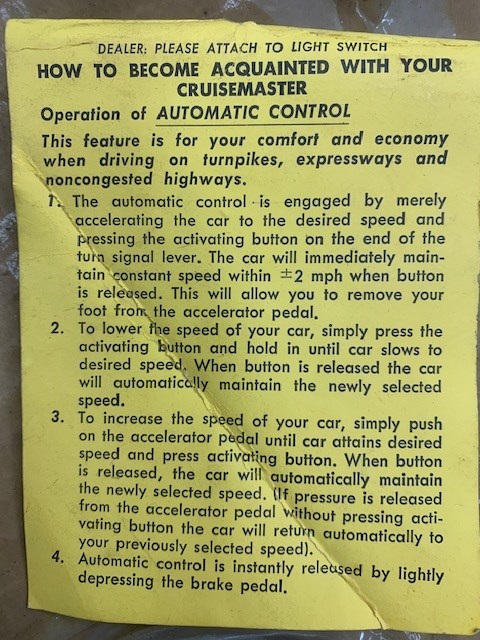 DEALER: PLEASE ATTACH TO LIGHT SWITCH
HOW TO BECOME ACQUAINTED WITH YOUR
CRUISEMASTER
Operation of AUTOMATIC CONTROL
This feature is for your comfort and economy
when driving on turnpikes, expressways and
noncongested highways.
1. The automatic control is engaged by merely
accelerating the car to the desired speed and
pressing the activating button on the end of the
turn signal lever. The car will immediately main-
tain constant speed within ±2 mph when button
is released. This will allow you to remove your
foot from the accelerator pedal.
2. To lower the speed of your car, simply press the
activating button and hold in until car slows to
desired speed. When button is released the car
will automatically maintain the newly selected
speed.
3. To increase the speed of your car, simply push
on the accelerator pedal until car attains desired
speed and press activating button. When button
is released, the car will automatically maintain
the newly selected speed. (If pressure is released
from the accelerator pedal without pressing acti-
vating button the car will return automatically to
your previously selected speed).
4. Automatic control is instantly released by lightly
depressing the brake pedal.